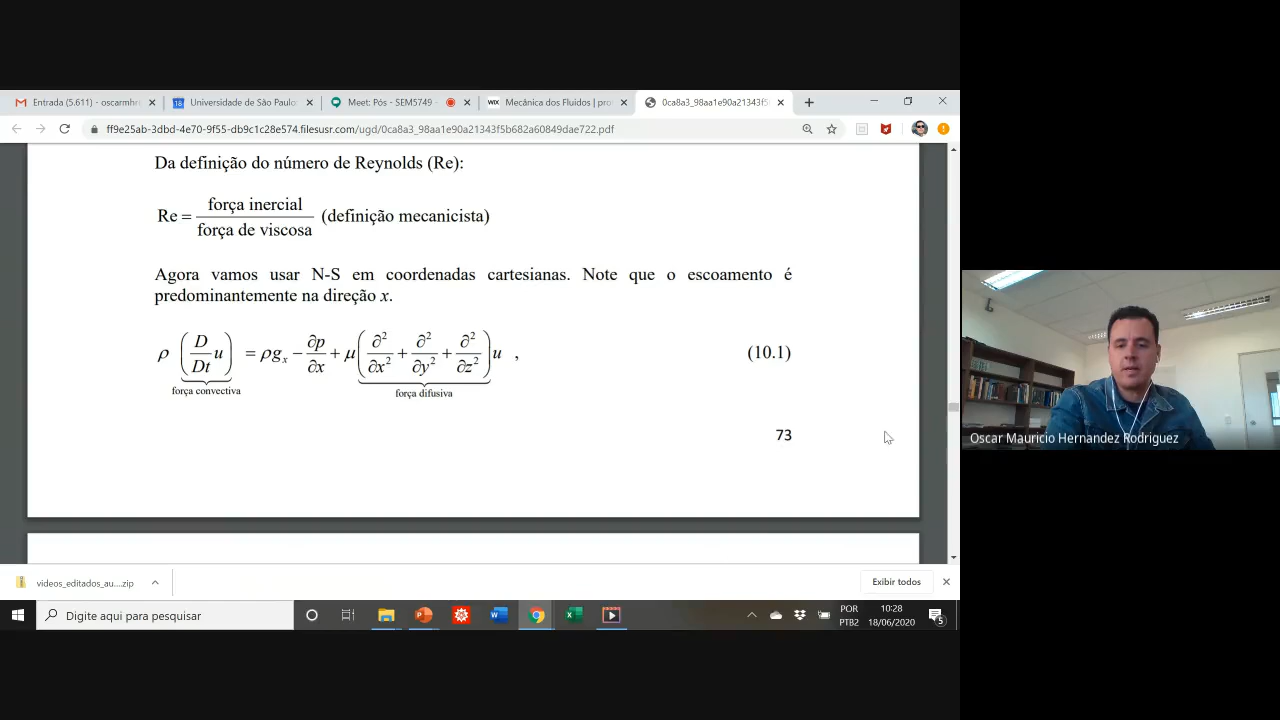 Entrada (5.611) - oscarmhr
Universidade de São Paulo
Meet: Pós - SEM5749 -
WIX Mecânica dos Fluidos | pro
0ca8a3_98aa1e90a21343f5
ff9e25ab-3dbd-4e70-9f65-db9c1c28e574.filesusr.com/ugd/0ca8a3_98aa1e90a21343f5b682a60849dae722.pdf
Da definição do número de Reynolds (Re):
Re = força inercial / força de viscosa (definição mecanicista)
Agora vamos usar N-S em coordenadas cartesianas. Note que o escoamento é
predominantemente na direção x.
ρ (D/Dt u) = ρg_x − ∂p/∂x + μ(∂²/∂x² + ∂²/∂y² + ∂²/∂z²)u , (10.1)
força convectiva força difusiva
73
Oscar Mauricio Hernandez Rodriguez
videos_editados_au....zip
Exibir todos
Digite aqui para pesquisar
POR
PTB2
10:28
18/06/2020
5